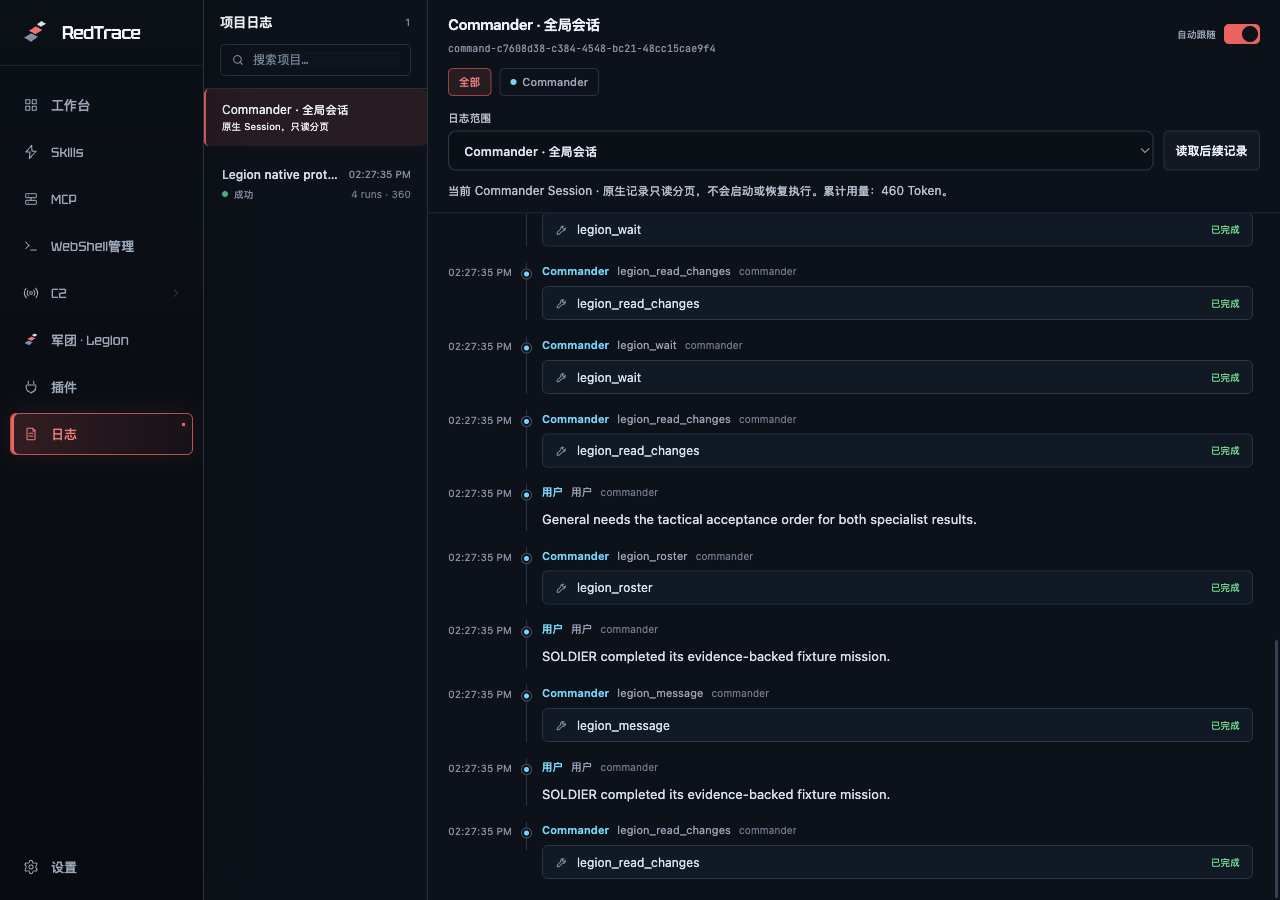 RedTrace
工作台
Skills
MCP
WebShell管理
C2
军团 · Legion
插件
日志
设置
项目日志
1
搜索项目...
Commander · 全局会话
原生 Session，只读分页
Legion native prot... 02:27:35 PM
成功 4 runs · 360
Commander · 全局会话
command-c7608d38-c384-4548-bc21-48cc15cae9f4
自动跟随
全部 Commander
日志范围
Commander · 全局会话
读取后续记录
当前 Commander Session · 原生记录只读分页，不会启动或恢复执行。累计用量：460 Token。
legion_wait 已完成
02:27:35 PM Commander legion_read_changes commander
legion_read_changes 已完成
02:27:35 PM Commander legion_wait commander
legion_wait 已完成
02:27:35 PM Commander legion_read_changes commander
legion_read_changes 已完成
02:27:35 PM 用户 用户 commander
General needs the tactical acceptance order for both specialist results.
02:27:35 PM Commander legion_roster commander
legion_roster 已完成
02:27:35 PM 用户 用户 commander
SOLDIER completed its evidence-backed fixture mission.
02:27:35 PM Commander legion_message commander
legion_message 已完成
02:27:35 PM 用户 用户 commander
SOLDIER completed its evidence-backed fixture mission.
02:27:35 PM Commander legion_read_changes commander
legion_read_changes 已完成